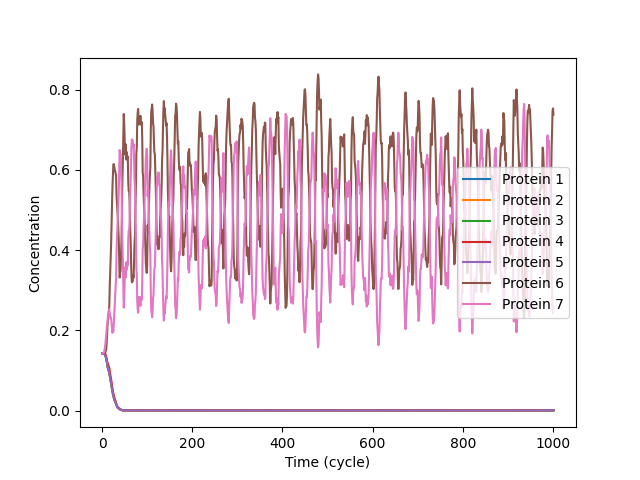 0.8
0.6
0.4
0.2
0.0
Concentration
0
200
400
600
800
1000
Time (cycle)
Protein 1
Protein 2
Protein 3
Protein 4
Protein 5
Protein 6
Protein 7